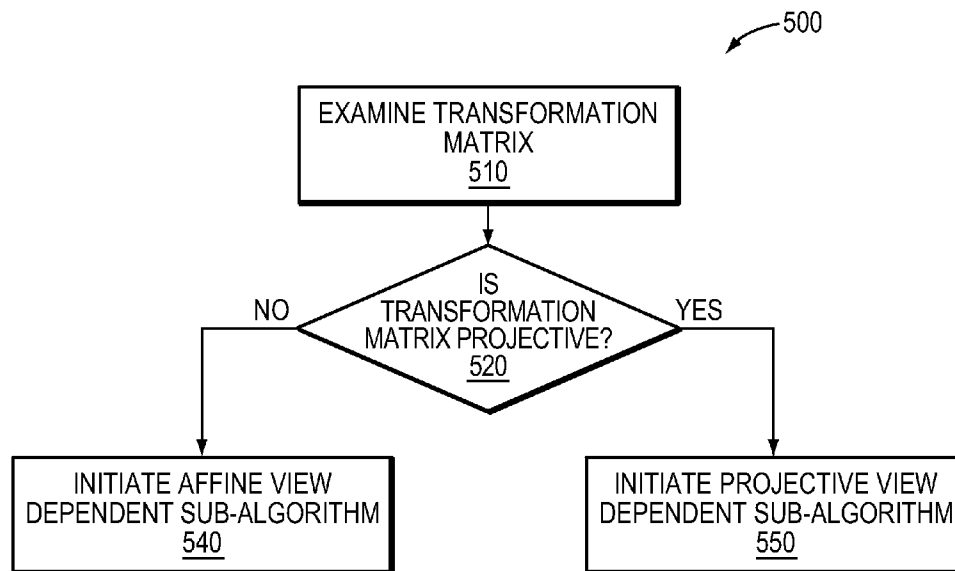 500
EXAMINE TRANSFORMATION
MATRIX
510
IS
TRANSFORMATION
MATRIX PROJECTIVE?
520
NO
YES
INITIATE AFFINE VIEW
DEPENDENT SUB-ALGORITHM
540
INITIATE PROJECTIVE VIEW
DEPENDENT SUB-ALGORITHM
550